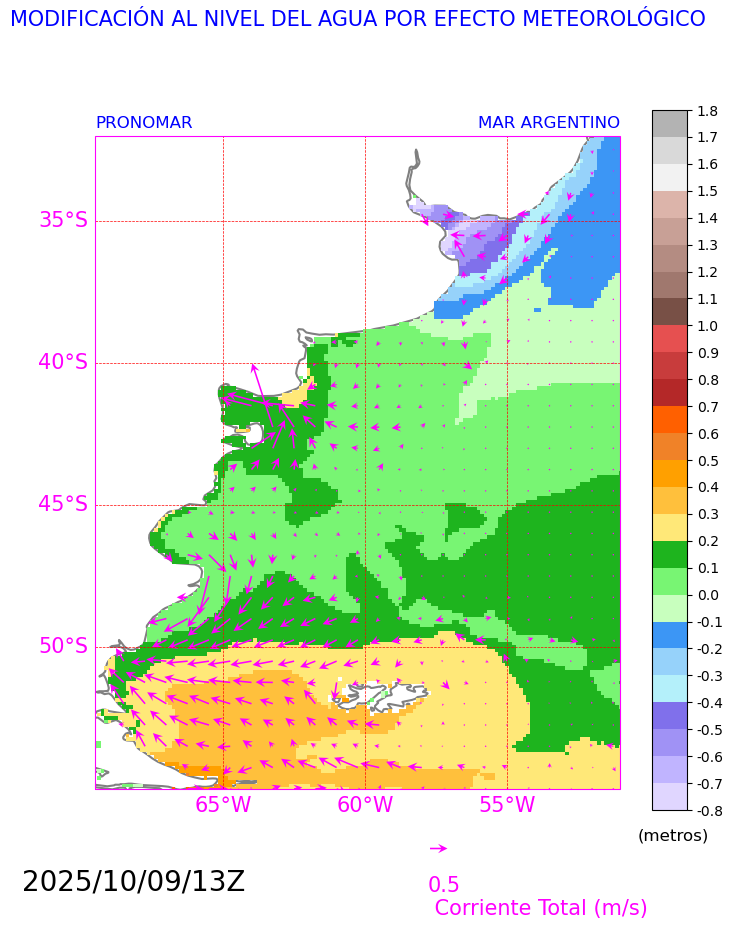 MODIFICACIÓN AL NIVEL DEL AGUA POR EFECTO METEOROLÓGICO
PRONOMAR MAR ARGENTINO
1.8
1.7
1.6
1.5
1.4
1.3
1.2
1.1
1.0
0.9
0.8
0.7
0.6
0.5
0.4
0.3
0.2
0.1
0.0
-0.1
-0.2
-0.3
-0.4
-0.5
-0.6
-0.7
-0.8
(metros)
35°S
40°S
45°S
50°S
65°W 60°W 55°W
2025/10/09/13Z
0.5
Corriente Total (m/s)